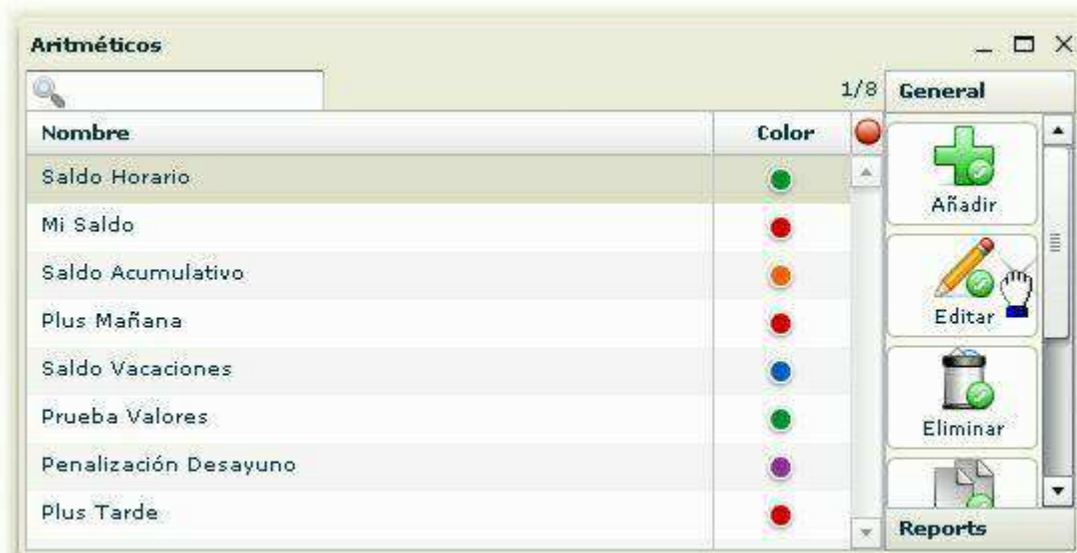 Aritméticos
1/8 General
Nombre Color
Saldo Horario
Añadir
Mi Saldo
Saldo Acumulativo
Plus Mañana
Editar
Saldo Vacaciones
Prueba Valores
Eliminar
Penalización Desayuno
Plus Tarde
Reports